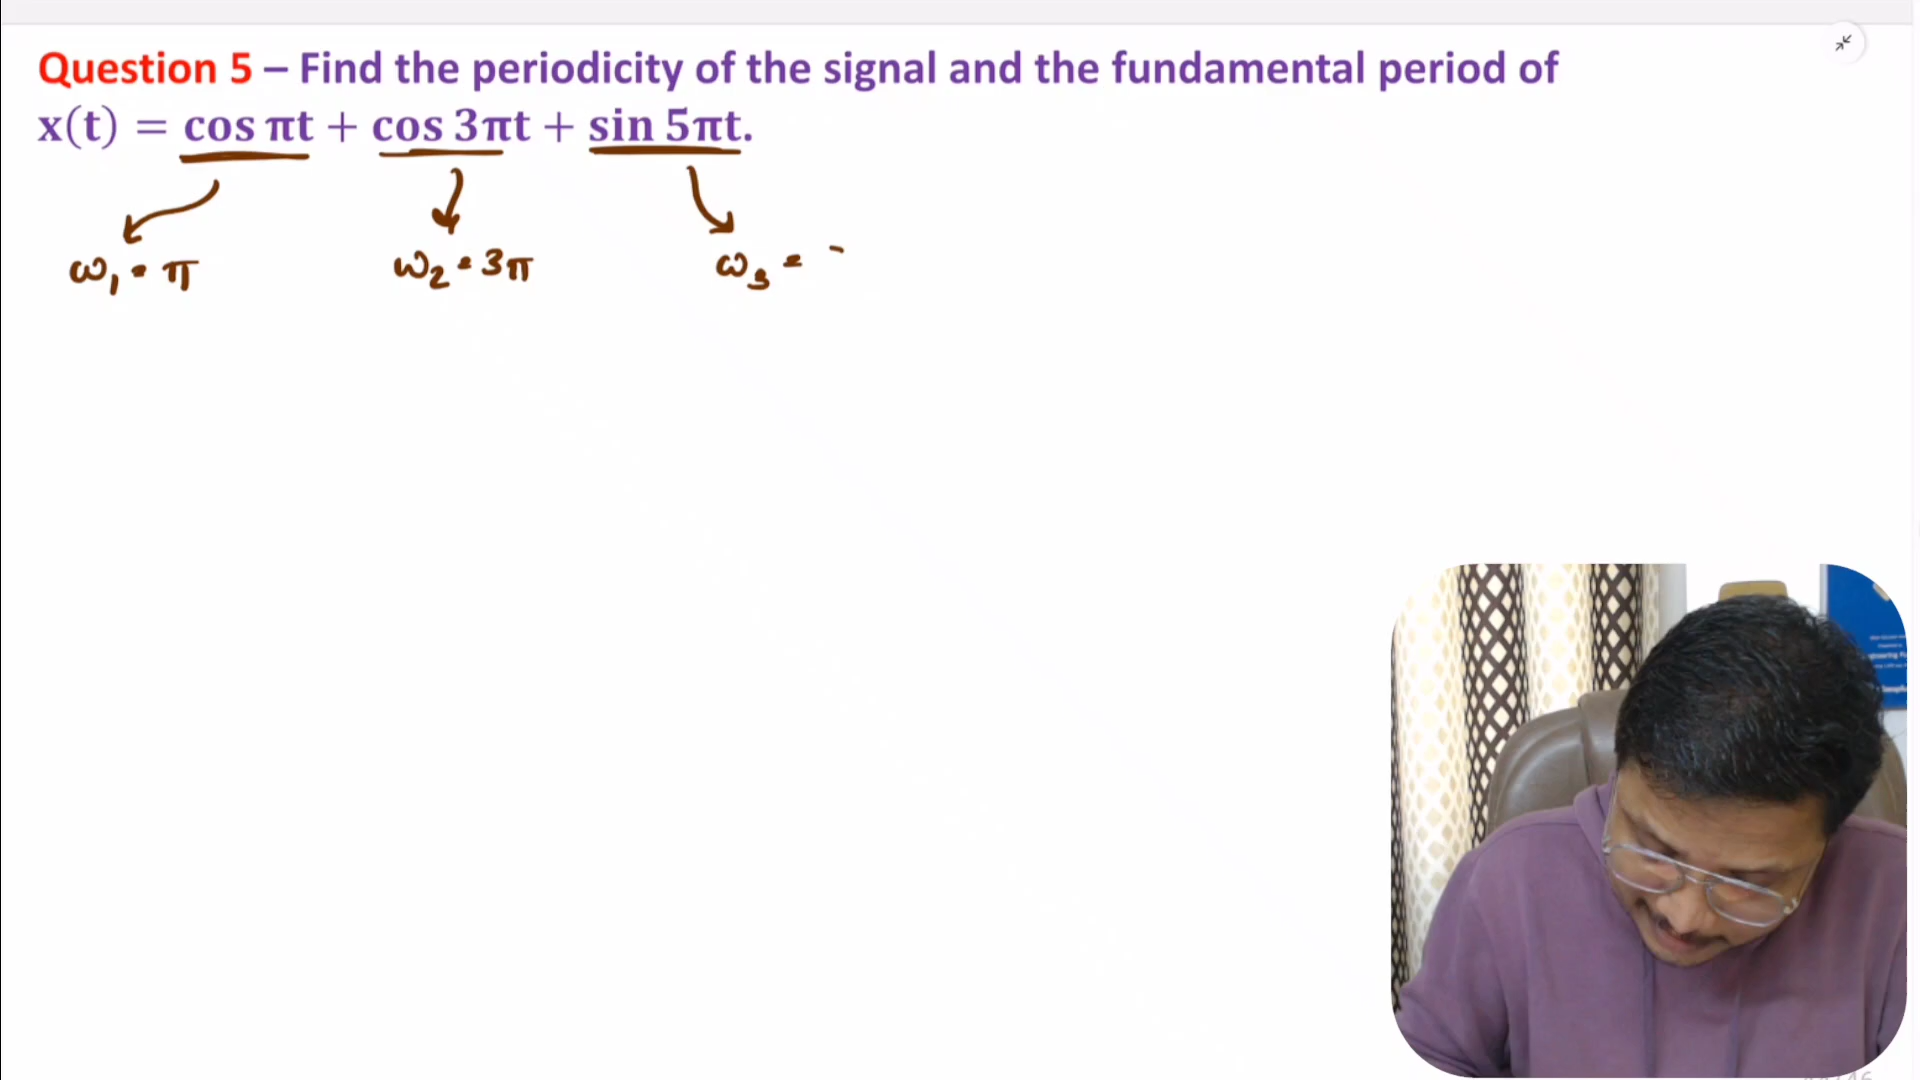 Question 5 – Find the periodicity of the signal and the fundamental period of
x(t) = cos πt + cos 3πt + sin 5πt.
ω₁ = π ω₂ = 3π ω₃ =